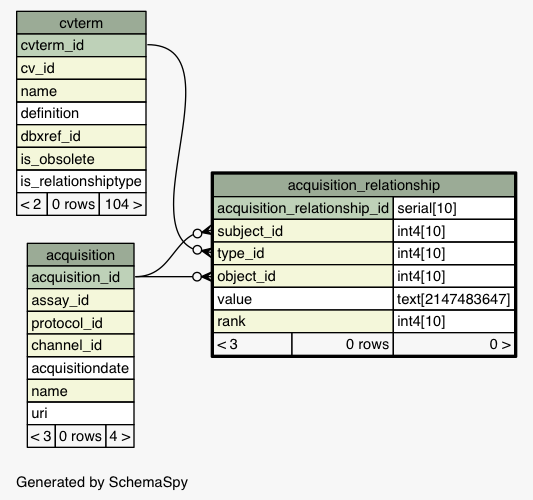 cvterm
cvterm_id
cv_id
name
definition
dbxref_id
is_obsolete
is_relationshiptype
< 2 0 rows 104 >
acquisition_relationship
acquisition_relationship_id serial[10]
subject_id int4[10]
type_id int4[10]
object_id int4[10]
value text[2147483647]
rank int4[10]
< 3 0 rows 0 >
acquisition
acquisition_id
assay_id
protocol_id
channel_id
acquisitiondate
name
uri
< 3 0 rows 4 >
Generated by SchemaSpy